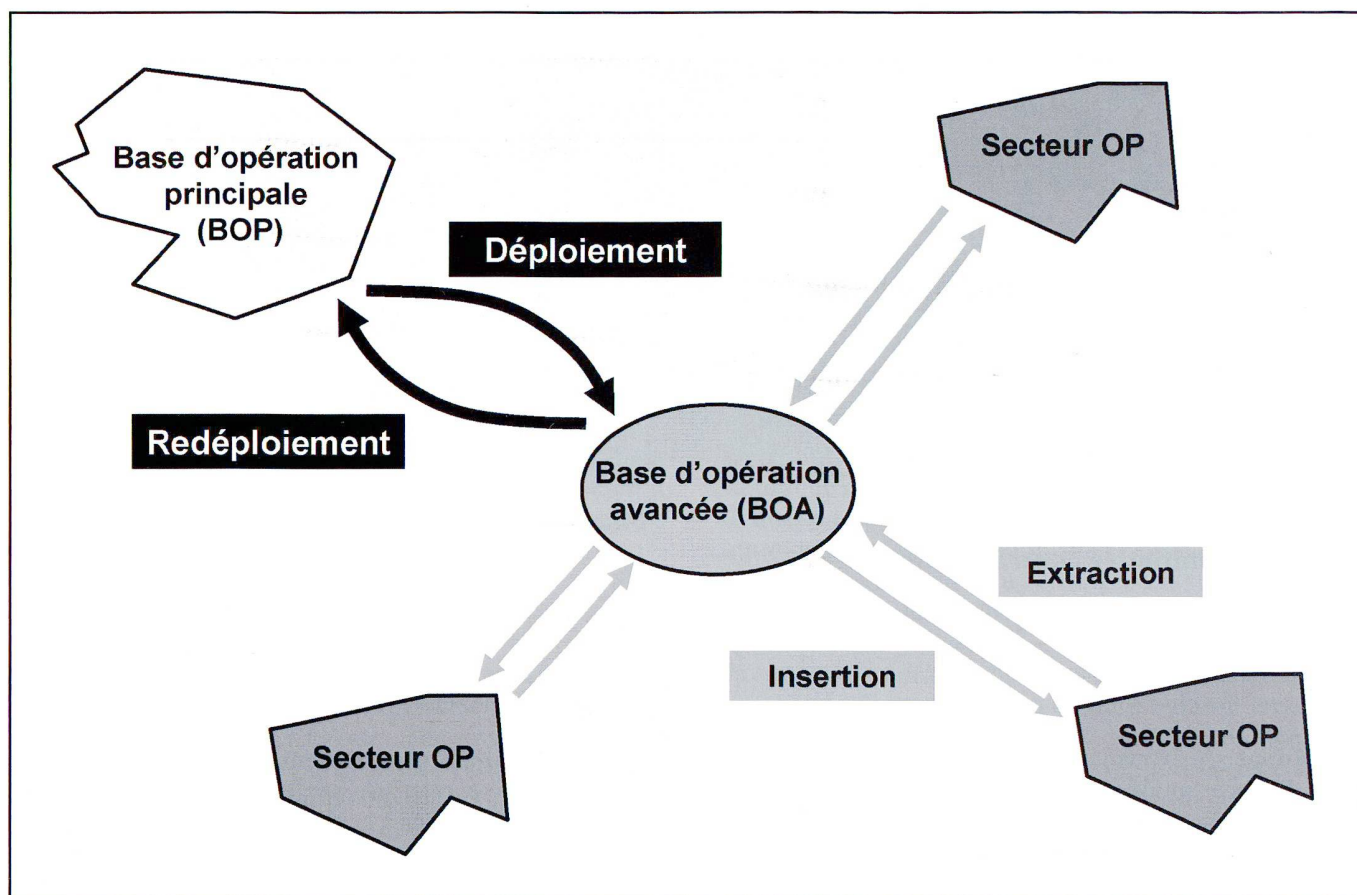 Base d'opération
principale
(BOP)
Secteur OP
Déploiement
Redéploiement
Base d'opération
avancée (BOA)
Extraction
Insertion
Secteur OP
Secteur OP